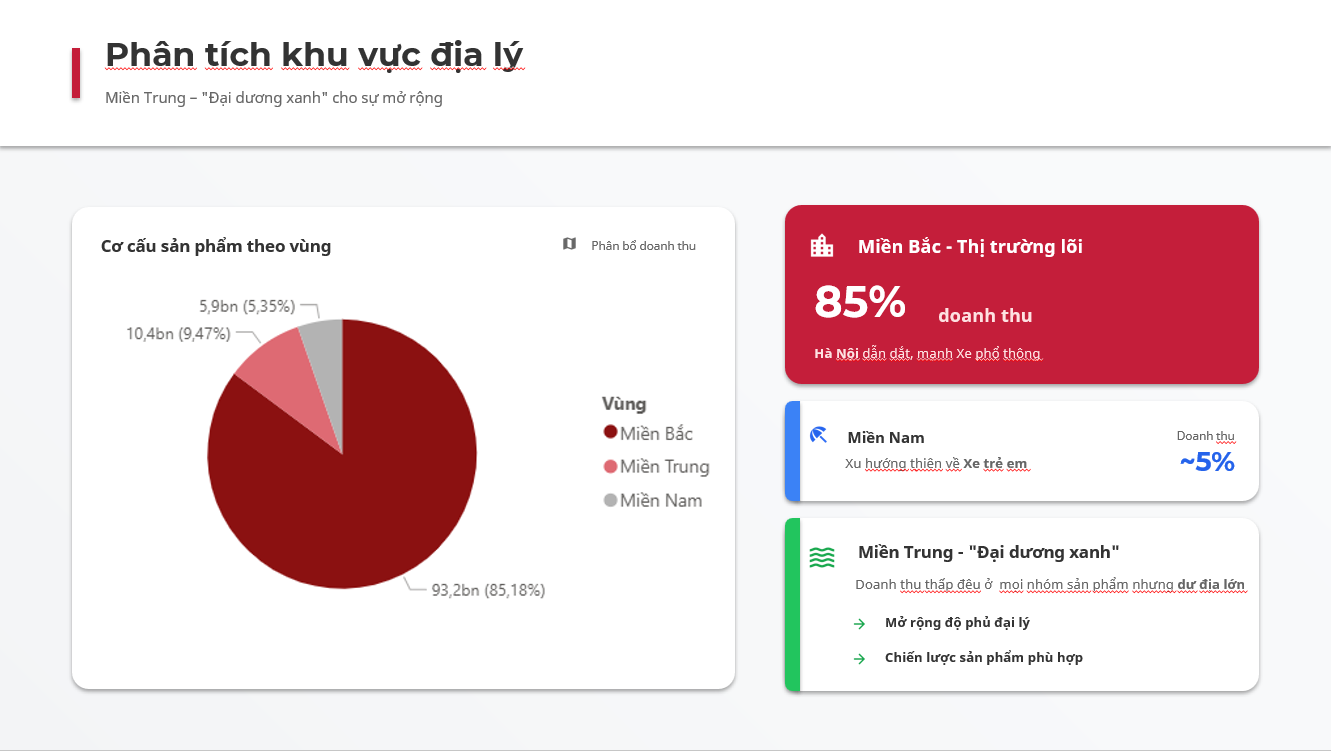 Phân tích khu vực địa lý
Miền Trung – "Đại dương xanh" cho sự mở rộng
Cơ cấu sản phẩm theo vùng
Phân bổ doanh thu
5,9bn (5,35%)
10,4bn (9,47%)
93,2bn (85,18%)
Vùng
Miền Bắc
Miền Trung
Miền Nam
Miền Bắc - Thị trường lõi
85% doanh thu
Hà Nội dẫn dắt, mạnh Xe phổ thông
Miền Nam
Xu hướng thiên về Xe trẻ em
Doanh thu
~5%
Miền Trung - "Đại dương xanh"
Doanh thu thấp đều ở mọi nhóm sản phẩm nhưng dư địa lớn
Mở rộng độ phủ đại lý
Chiến lược sản phẩm phù hợp